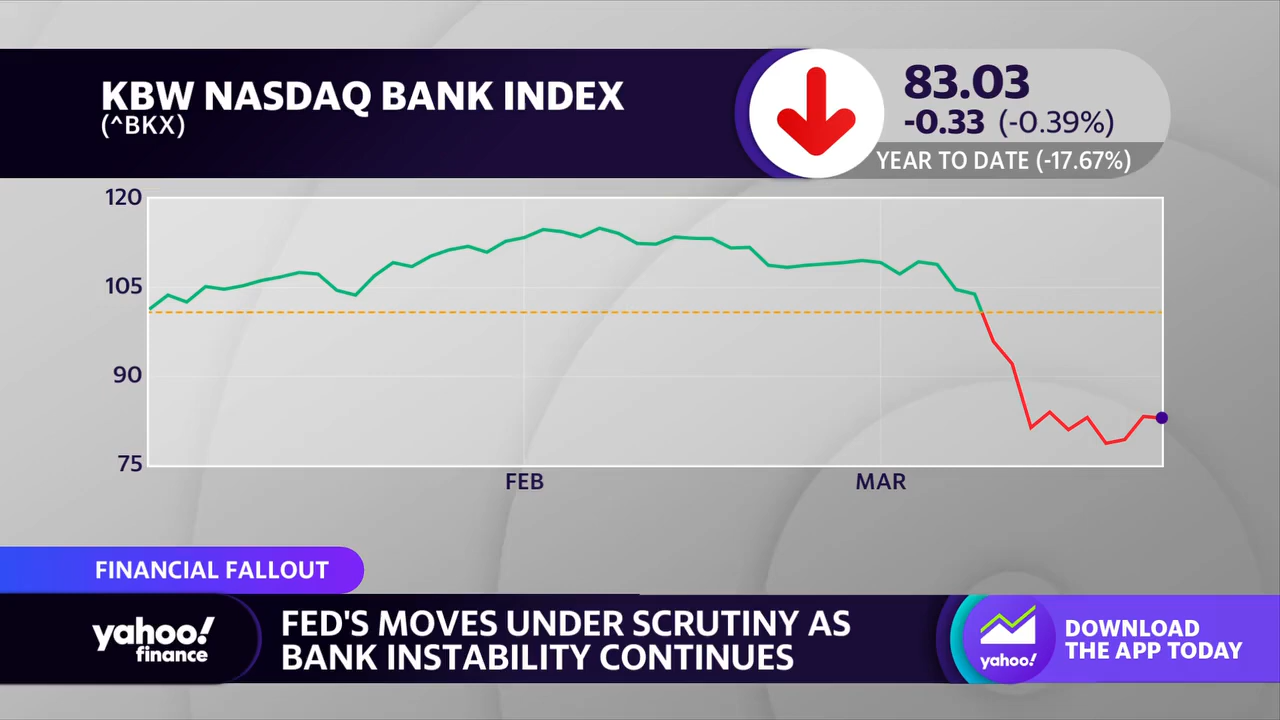 KBW NASDAQ BANK INDEX
(^BKX)
83.03
-0.33 (-0.39%)
YEAR TO DATE (-17.67%)
120
105
90
75
FEB
MAR
FINANCIAL FALLOUT
yahoo!
finance
FED'S MOVES UNDER SCRUTINY AS
BANK INSTABILITY CONTINUES
yahoo!
DOWNLOAD
THE APP TODAY